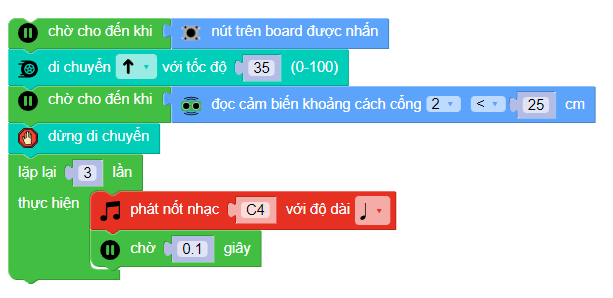 chờ cho đến khi nút trên board được nhấn
di chuyển với tốc độ 35 (0-100)
chờ cho đến khi đọc cảm biến khoảng cách cổng 2 < 25 cm
dừng di chuyển
lặp lại 3 lần
thực hiện phát nốt nhạc C4 với độ dài ♩
chờ 0.1 giây